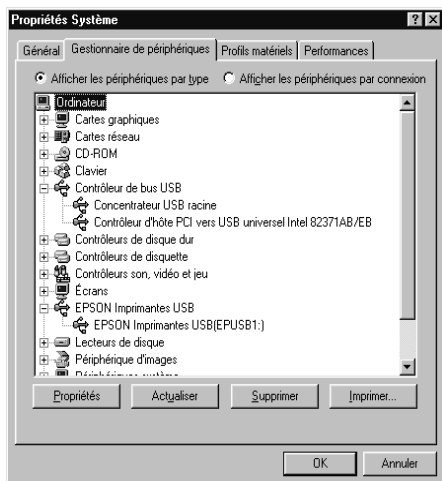 Propriétés Système
Général Gestionnaire de périphériques Profils matériels Performances
Afficher les périphériques par type Afficher les périphériques par connexion
Ordinateur
Cartes graphiques
Cartes réseau
CD-ROM
Clavier
Contrôleur de bus USB
Concentrateur USB racine
Contrôleur d'hôte PCI vers USB universel Intel 82371AB/EB
Contrôleurs de disque dur
Contrôleurs de disquette
Contrôleurs son, vidéo et jeu
Écrans
EPSON Imprimantes USB
EPSON Imprimantes USB(EPUSB1:)
Lecteurs de disque
Périphérique d'images
Périphériques système
Propriétés Actualiser Supprimer Imprimer...
OK Annuler